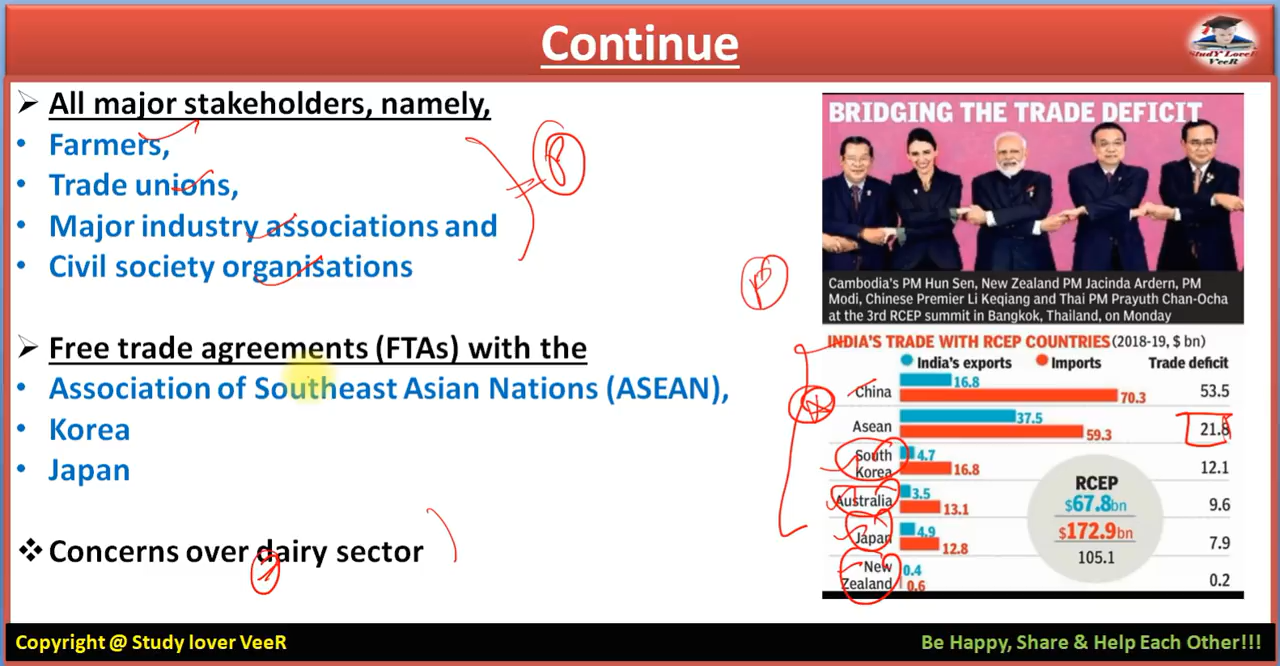 Continue
StudY LoveR
VeeR
➢ All major stakeholders, namely,
• Farmers,
• Trade unions,
• Major industry associations and
• Civil society organisations
➢ Free trade agreements (FTAs) with the
• Association of Southeast Asian Nations (ASEAN),
• Korea
• Japan
❖ Concerns over dairy sector
BRIDGING THE TRADE DEFICIT
Cambodia's PM Hun Sen, New Zealand PM Jacinda Ardern, PM
Modi, Chinese Premier Li Keqiang and Thai PM Prayuth Chan-Ocha
at the 3rd RCEP summit in Bangkok, Thailand, on Monday
INDIA'S TRADE WITH RCEP COUNTRIES (2018-19, $ bn)
India's exports Imports Trade deficit
China 16.8 70.3 53.5
Asean 37.5 59.3 21.8
South Korea 4.7 16.8 12.1
Australia 3.5 13.1 9.6
Japan 4.9 12.8 7.9
New Zealand 0.4 0.6 0.2
RCEP
$67.8bn
$172.9bn
105.1
Copyright @ Study lover VeeR
Be Happy, Share & Help Each Other!!!